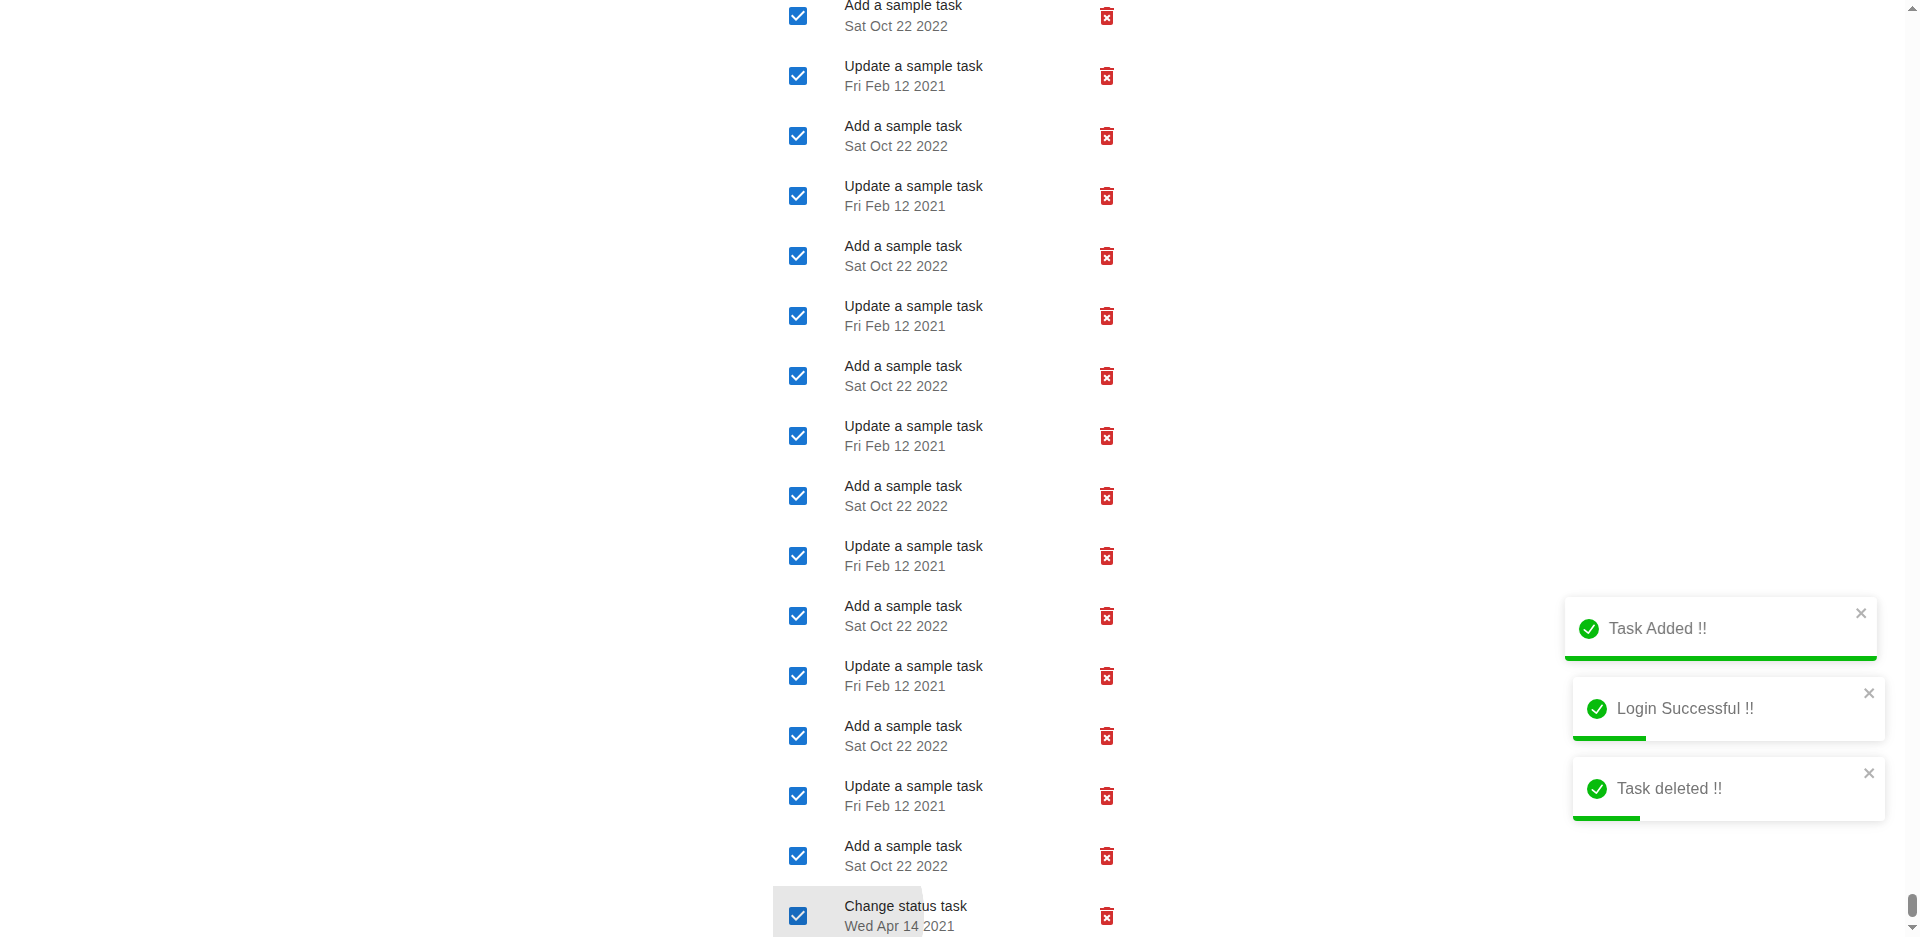 Add a sample task
Sat Oct 22 2022
Update a sample task
Fri Feb 12 2021
Add a sample task
Sat Oct 22 2022
Update a sample task
Fri Feb 12 2021
Add a sample task
Sat Oct 22 2022
Update a sample task
Fri Feb 12 2021
Add a sample task
Sat Oct 22 2022
Update a sample task
Fri Feb 12 2021
Add a sample task
Sat Oct 22 2022
Update a sample task
Fri Feb 12 2021
Add a sample task
Sat Oct 22 2022
Update a sample task
Fri Feb 12 2021
Add a sample task
Sat Oct 22 2022
Update a sample task
Fri Feb 12 2021
Add a sample task
Sat Oct 22 2022
Change status task
Wed Apr 14 2021
Task Added !!
Login Successful !!
Task deleted !!